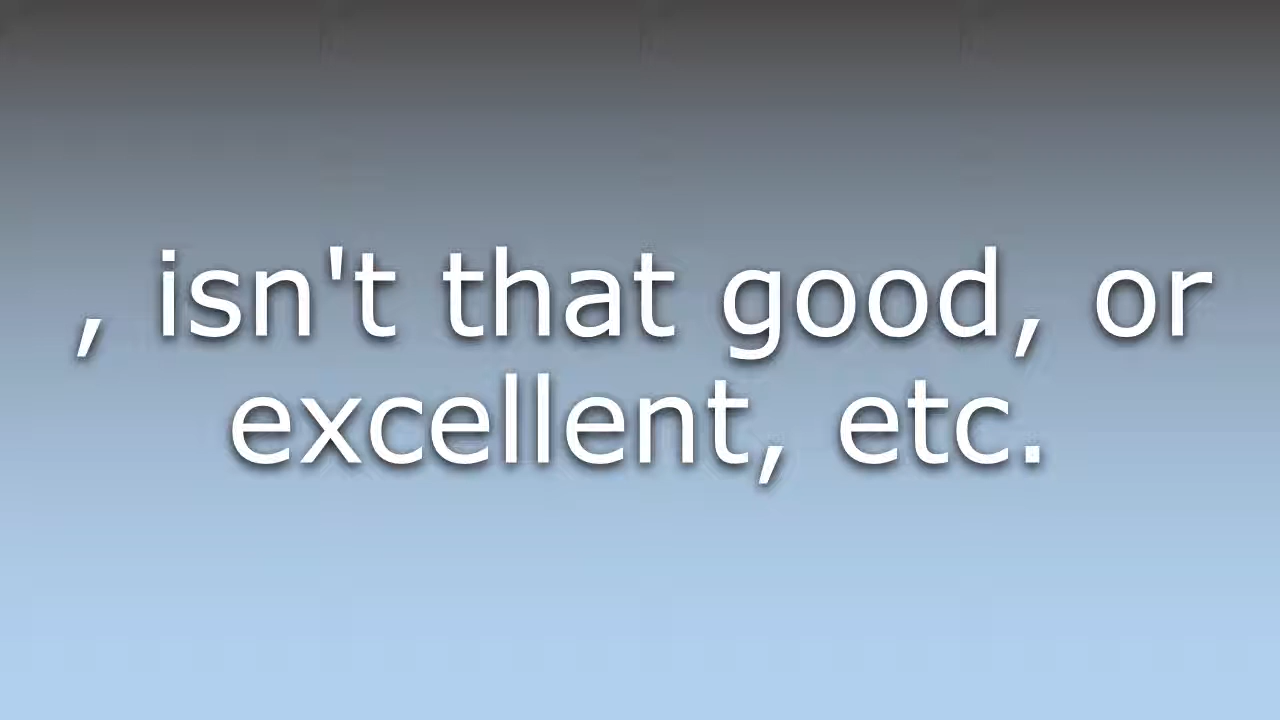 , isn't that good, or
excellent, etc.